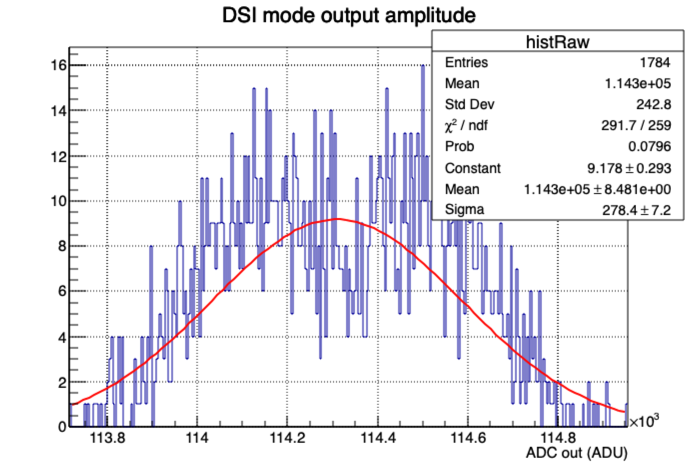 DSI mode output amplitude
histRaw
Entries 1784
Mean 1.143e+05
Std Dev 242.8
χ² / ndf 291.7 / 259
Prob 0.0796
Constant 9.178 ± 0.293
Mean 1.143e+05 ± 8.481e+00
Sigma 278.4 ± 7.2
16
14
12
10
8
6
4
2
0
113.8 114 114.2 114.4 114.6 114.8
×10³
ADC out (ADU)